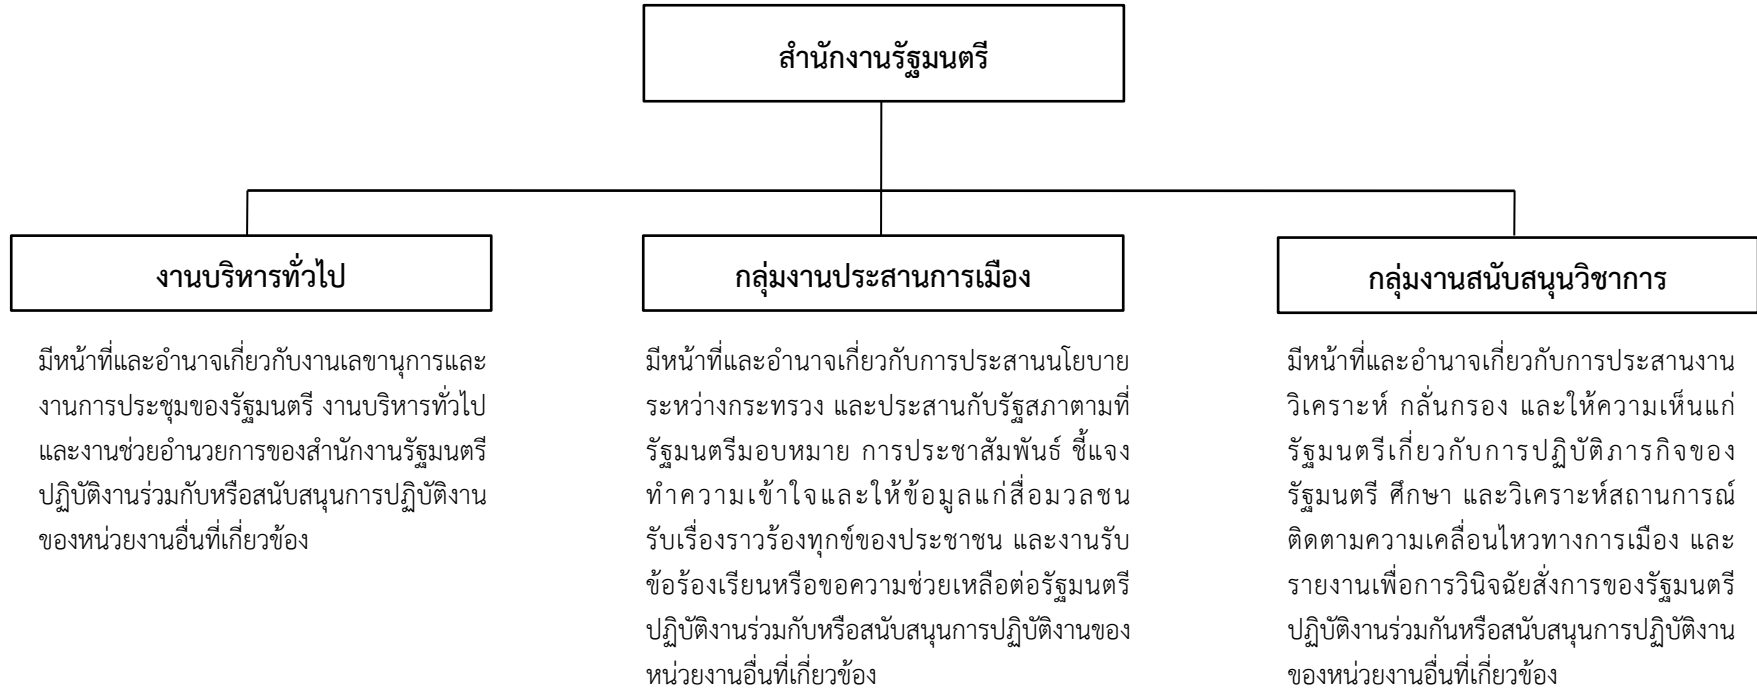 สำนักงานรัฐมนตรี
งานบริหารทั่วไป
มีหน้าที่และอำนาจเกี่ยวกับงานเลขานุการและ
งานการประชุมของรัฐมนตรี งานบริหารทั่วไป
และงานช่วยอำนวยการของสำนักงานรัฐมนตรี
ปฏิบัติงานร่วมกับหรือสนับสนุนการปฏิบัติงาน
ของหน่วยงานอื่นที่เกี่ยวข้อง
กลุ่มงานประสานการเมือง
มีหน้าที่และอำนาจเกี่ยวกับการประสานนโยบาย
ระหว่างกระทรวง และประสานกับรัฐสภาตามที่
รัฐมนตรีมอบหมาย การประชาสัมพันธ์ ชี้แจง
ทำความเข้าใจและให้ข้อมูลแก่สื่อมวลชน
รับเรื่องราวร้องทุกข์ของประชาชน และงานรับ
ข้อร้องเรียนหรือขอความช่วยเหลือต่อรัฐมนตรี
ปฏิบัติงานร่วมกับหรือสนับสนุนการปฏิบัติงานของ
หน่วยงานอื่นที่เกี่ยวข้อง
กลุ่มงานสนับสนุนวิชาการ
มีหน้าที่และอำนาจเกี่ยวกับการประสานงาน
วิเคราะห์ กลั่นกรอง และให้ความเห็นแก่
รัฐมนตรีเกี่ยวกับการปฏิบัติภารกิจของ
รัฐมนตรี ศึกษา และวิเคราะห์สถานการณ์
ติดตามความเคลื่อนไหวทางการเมือง และ
รายงานเพื่อการวินิจฉัยสั่งการของรัฐมนตรี
ปฏิบัติงานร่วมกันหรือสนับสนุนการปฏิบัติงาน
ของหน่วยงานอื่นที่เกี่ยวข้อง